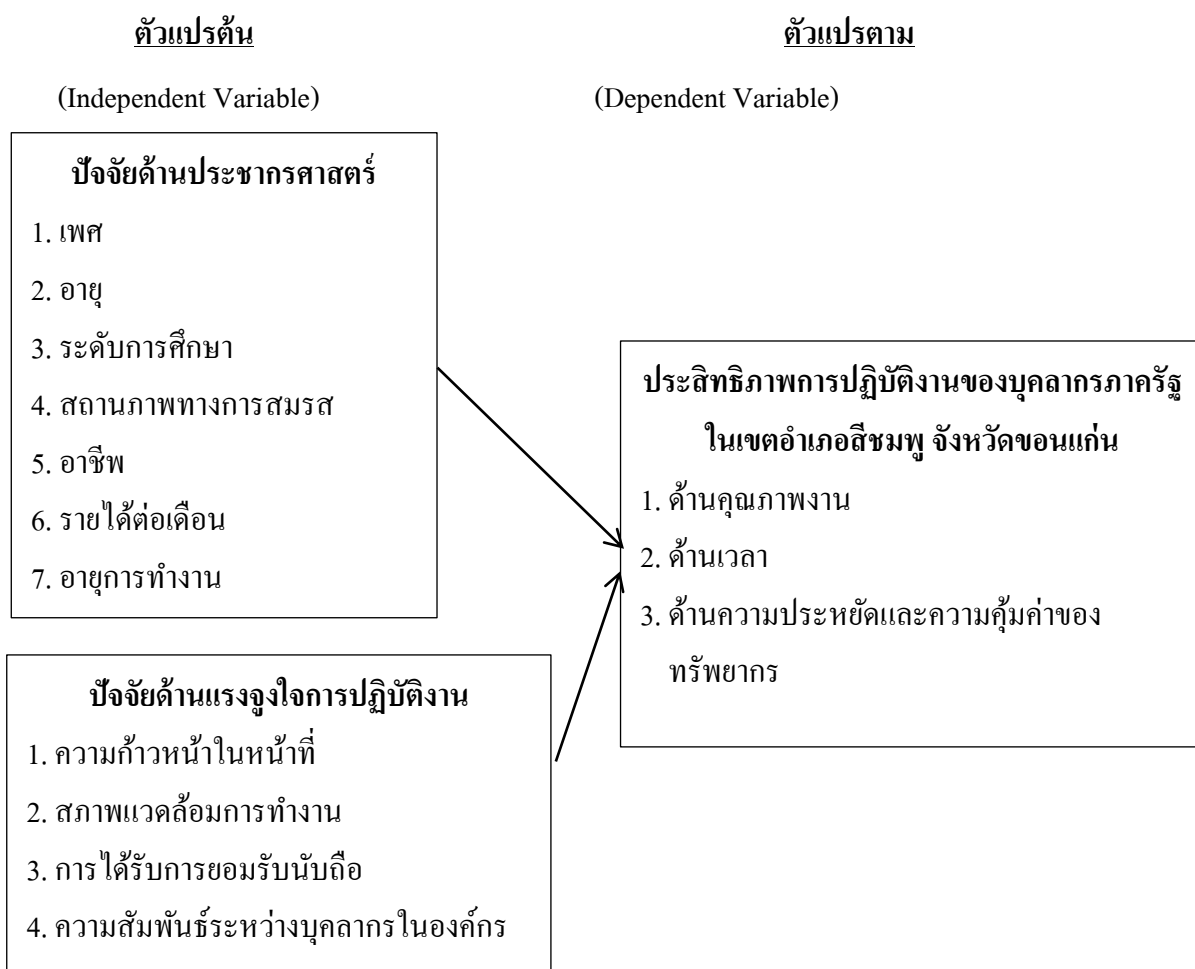 ตัวแปรต้น
(Independent Variable)
ปัจจัยด้านประชากรศาสตร์
1. เพศ
2. อายุ
3. ระดับการศึกษา
4. สถานภาพทางการสมรส
5. อาชีพ
6. รายได้ต่อเดือน
7. อายุการทำงาน
ปัจจัยด้านแรงจูงใจการปฏิบัติงาน
1. ความก้าวหน้าในหน้าที่
2. สภาพแวดล้อมการทำงาน
3. การได้รับการยอมรับนับถือ
4. ความสัมพันธ์ระหว่างบุคลากรในองค์กร
ตัวแปรตาม
(Dependent Variable)
ประสิทธิภาพการปฏิบัติงานของบุคลากรภาครัฐ
ในเขตอำเภอสีชมพู จังหวัดขอนแก่น
1. ด้านคุณภาพงาน
2. ด้านเวลา
3. ด้านความประหยัดและความคุ้มค่าของ
ทรัพยากร